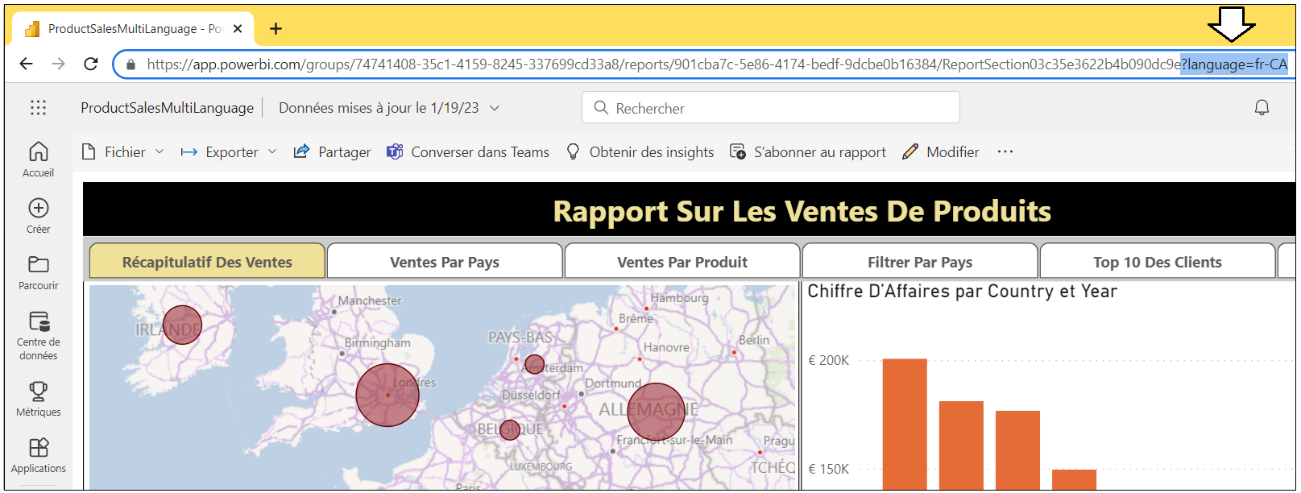 ProductSalesMultiLanguage - Po
https://app.powerbi.com/groups/74741408-35c1-4159-8245-337699cd33a8/reports/901cba7c-5e86-4174-bedf-9dcbe0b16384/ReportSection03c35e3622b4b090dc9e?language=fr-CA
ProductSalesMultiLanguage
Données mises à jour le 1/19/23
Rechercher
Fichier
Exporter
Partager
Converser dans Teams
Obtenir des insights
S'abonner au rapport
Modifier
Accueil
Créer
Parcourir
Centre de
données
Métriques
Applications
Rapport Sur Les Ventes De Produits
Récapitulatif Des Ventes
Ventes Par Pays
Ventes Par Produit
Filtrer Par Pays
Top 10 Des Clients
Manchester
Hambourg
IRLANDE
Brême
Birmingham
PAYS-BAS
Hanovre
Berlin
Amsterdam
Londres
Dortmund
Düsseldorf
ALLEMAGNE
BELGIQUE
Francfort-sur-le-Main
Pragu
LUXEMBOURG
TCHÉQ
Paris
Chiffre D'Affaires par Country et Year
€ 200K
€ 150K